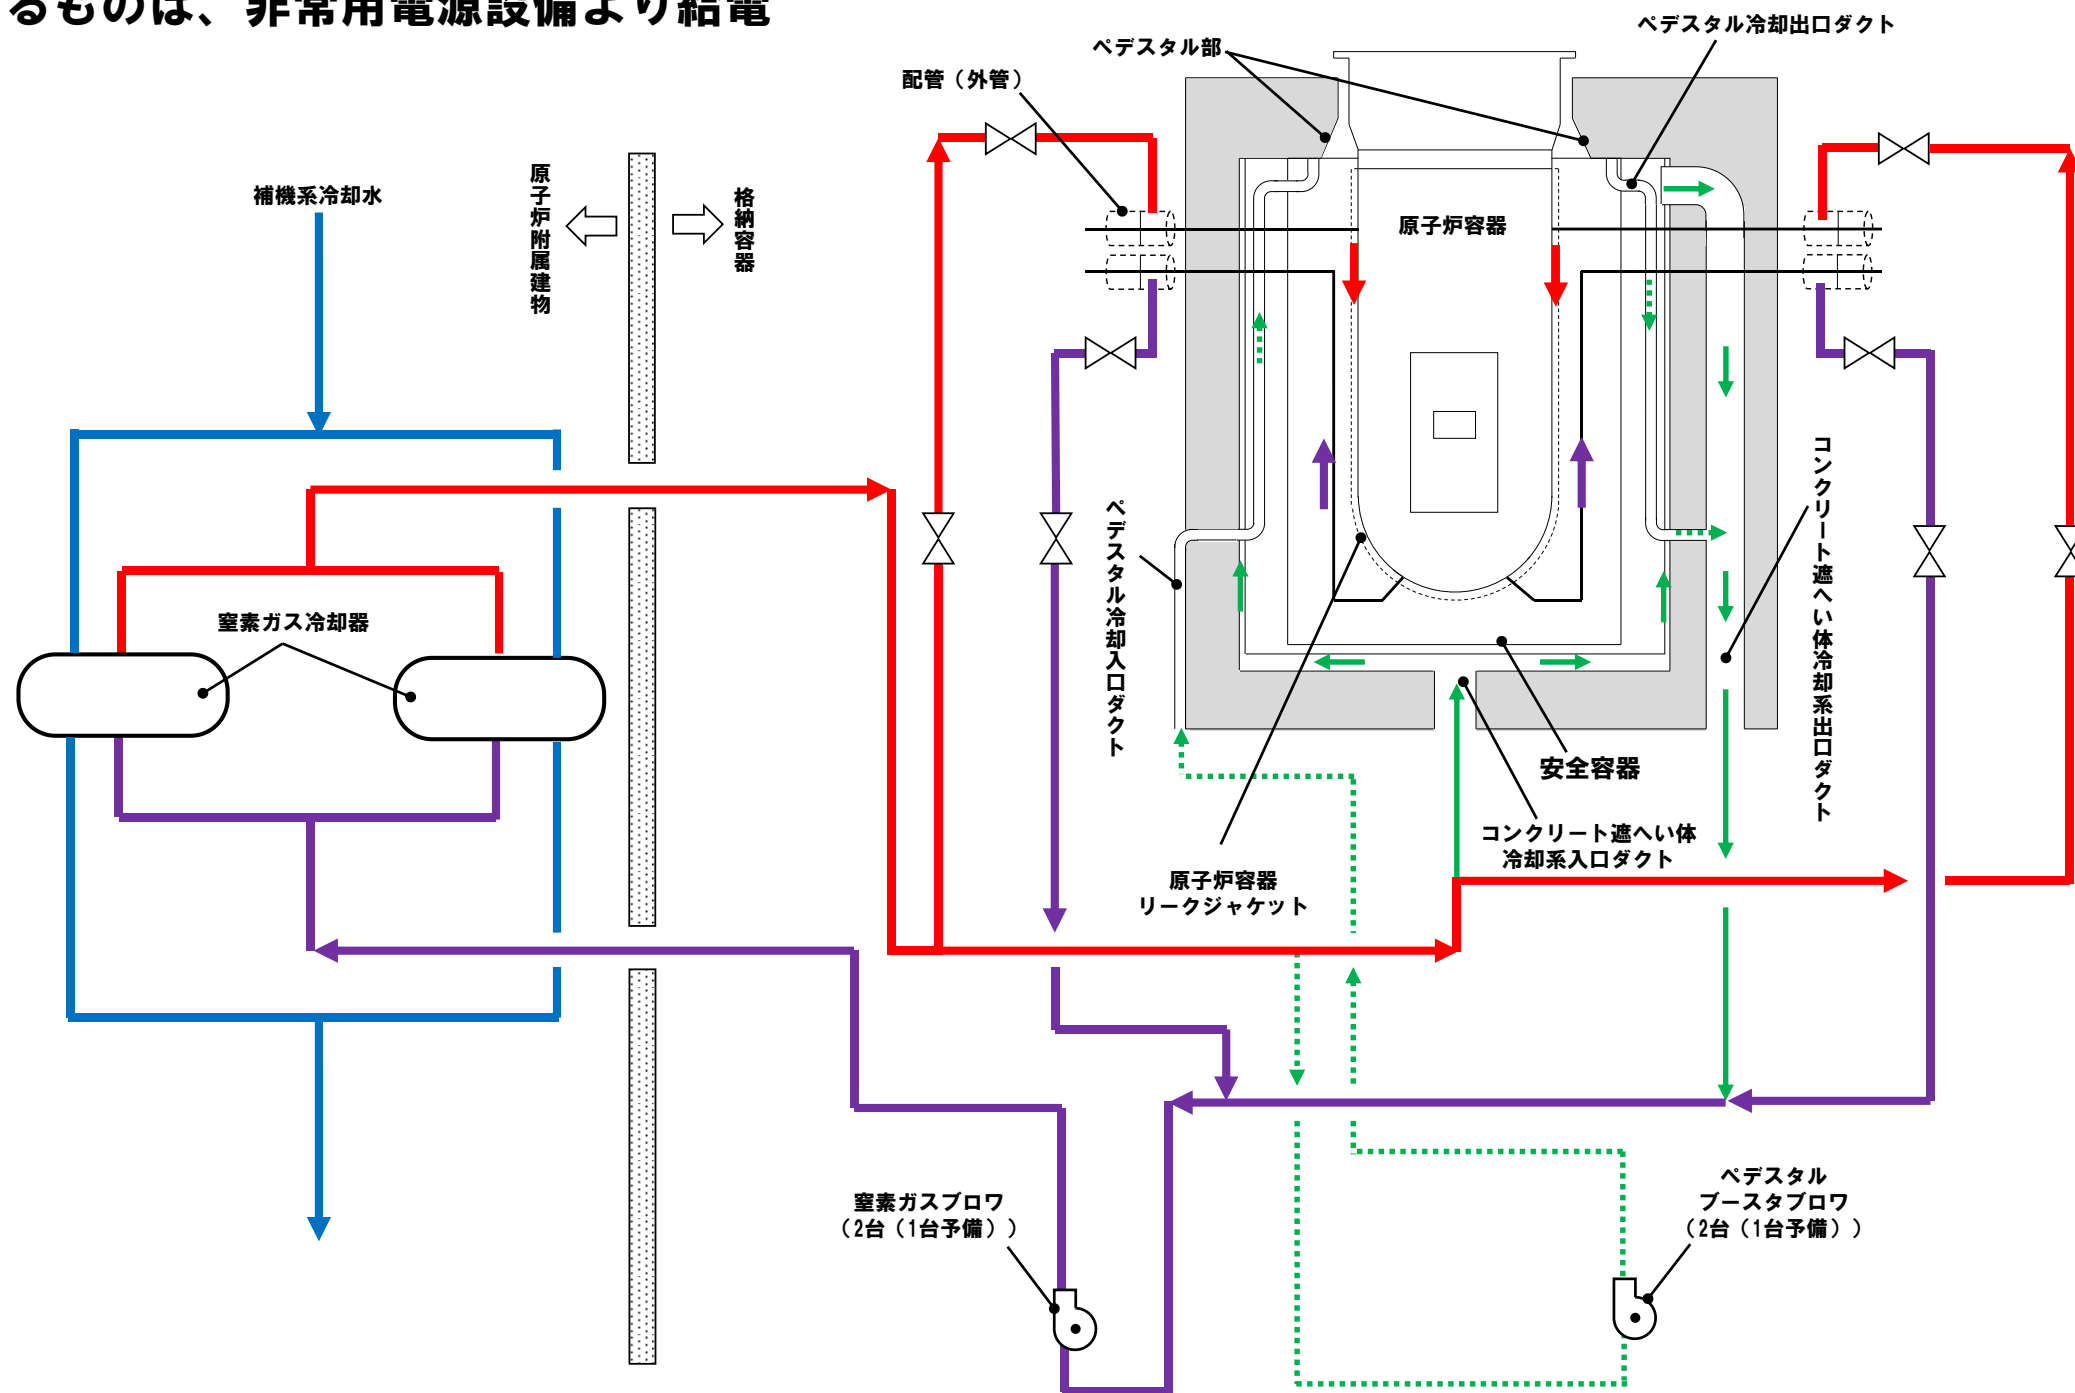 るものは、非常用電源設備より給電
ペデスタル冷却出口ダクト
ペデスタル部
配管（外管）
原子炉附属建物
格納容器
補機系冷却水
原子炉容器
コンクリート遮へい体冷却系出口ダクト
ペデスタル冷却入口ダクト
窒素ガス冷却器
安全容器
コンクリート遮へい体
冷却系入口ダクト
原子炉容器
リークジャケット
窒素ガスブロワ
（2台（1台予備））
ペデスタル
ブースタブロワ
（2台（1台予備））